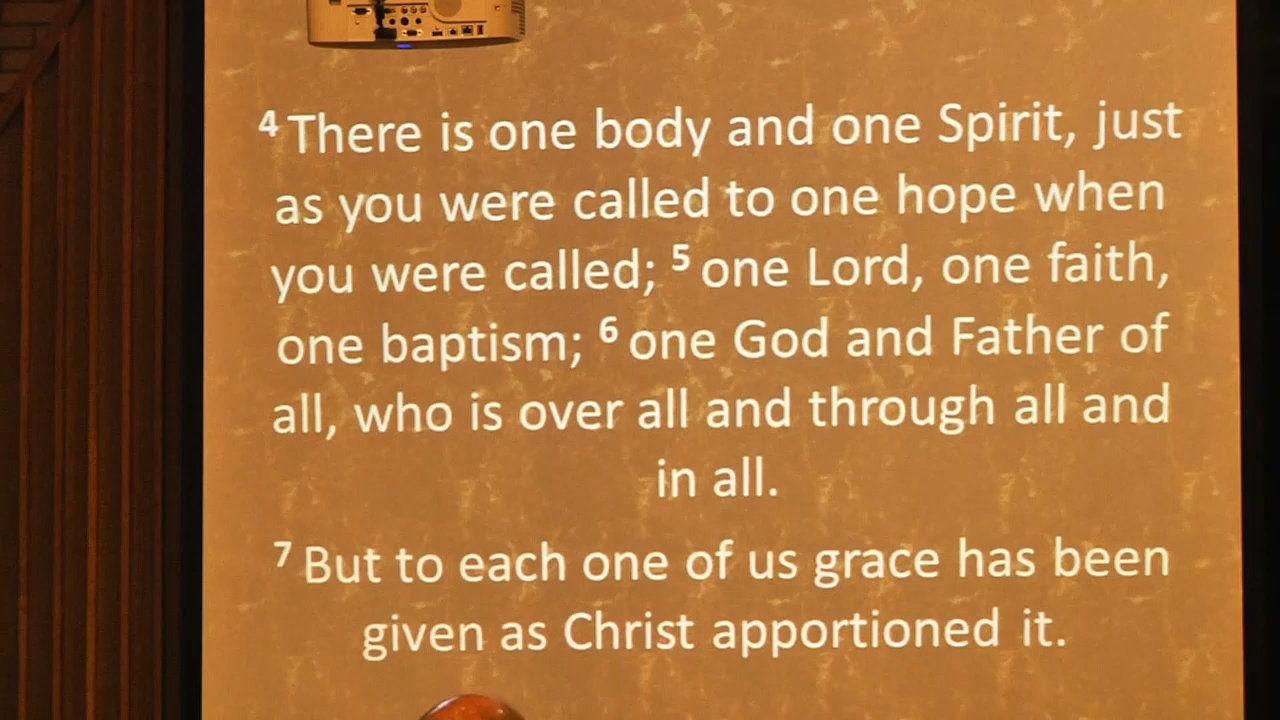 4 There is one body and one Spirit, just
as you were called to one hope when
you were called; 5 one Lord, one faith,
one baptism; 6 one God and Father of
all, who is over all and through all and
in all.
7 But to each one of us grace has been
given as Christ apportioned it.